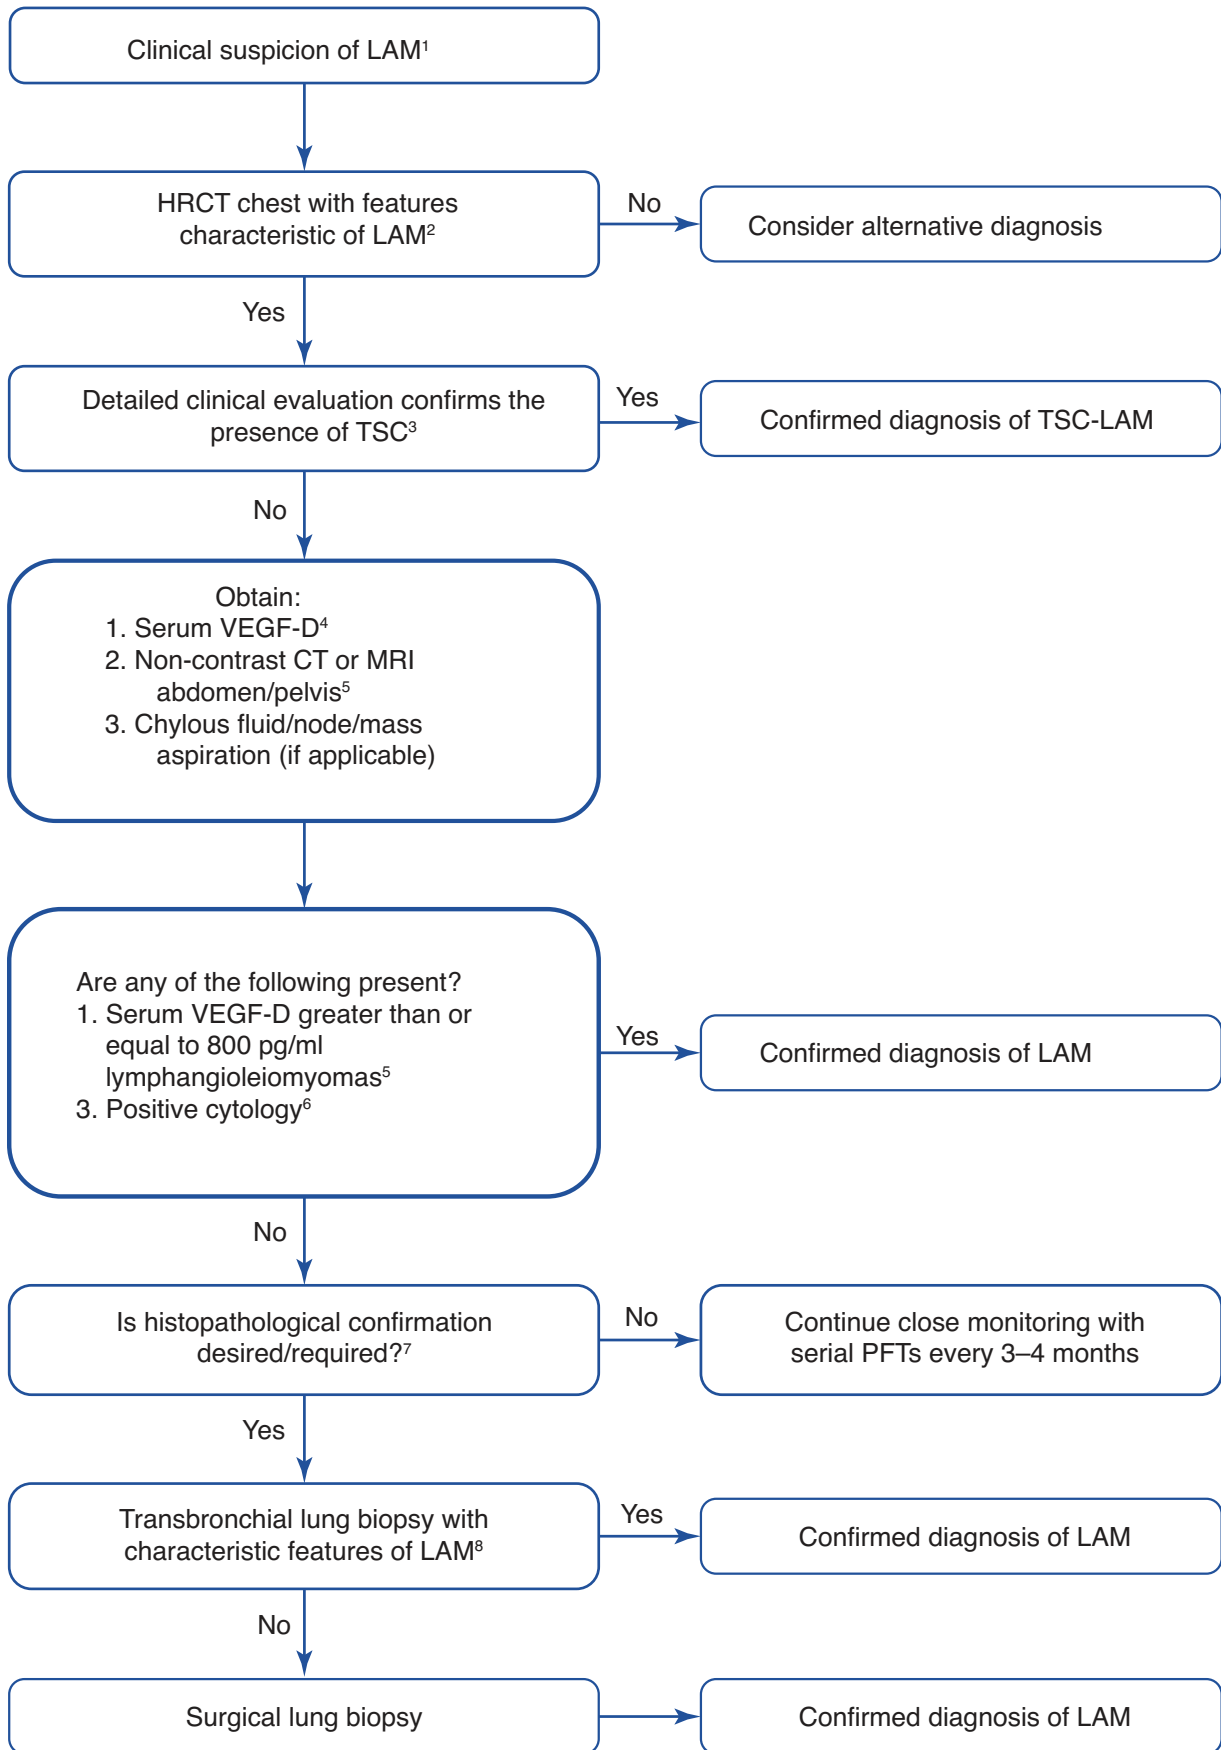 Clinical suspicion of LAM¹
HRCT chest with features
characteristic of LAM²
No
Consider alternative diagnosis
Yes
Detailed clinical evaluation confirms the
presence of TSC³
Yes
Confirmed diagnosis of TSC-LAM
No
Obtain:
1. Serum VEGF-D⁴
2. Non-contrast CT or MRI
abdomen/pelvis⁵
3. Chylous fluid/node/mass
aspiration (if applicable)
Are any of the following present?
1. Serum VEGF-D greater than or
equal to 800 pg/ml
lymphangioleiomyomas⁵
3. Positive cytology⁶
Yes
Confirmed diagnosis of LAM
No
Is histopathological confirmation
desired/required?⁷
No
Continue close monitoring with
serial PFTs every 3–4 months
Yes
Transbronchial lung biopsy with
characteristic features of LAM⁸
Yes
Confirmed diagnosis of LAM
No
Surgical lung biopsy
Confirmed diagnosis of LAM